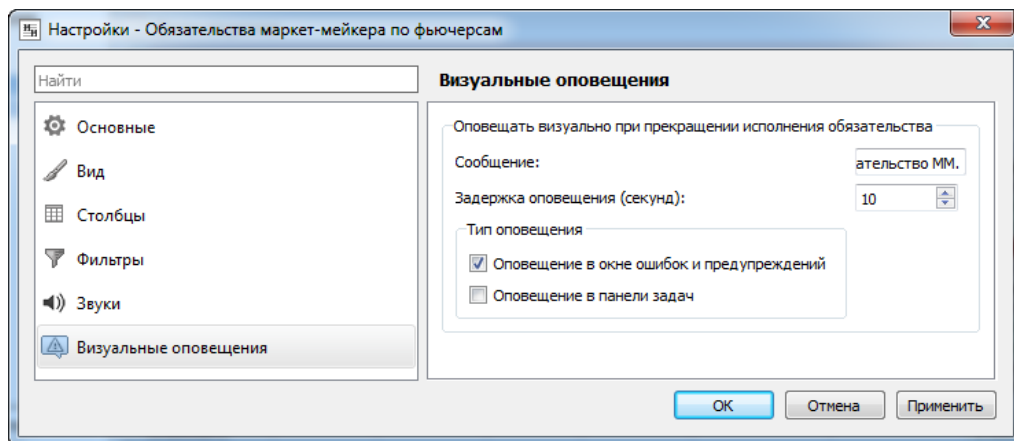 Настройки - Обязательства маркет-мейкера по фьючерсам
Найти
Основные
Вид
Столбцы
Фильтры
Звуки
Визуальные оповещения
Визуальные оповещения
Оповещать визуально при прекращении исполнения обязательства
Сообщение: ательство ММ.
Задержка оповещения (секунд): 10
Тип оповещения
Оповещение в окне ошибок и предупреждений
Оповещение в панели задач
OK Отмена Применить